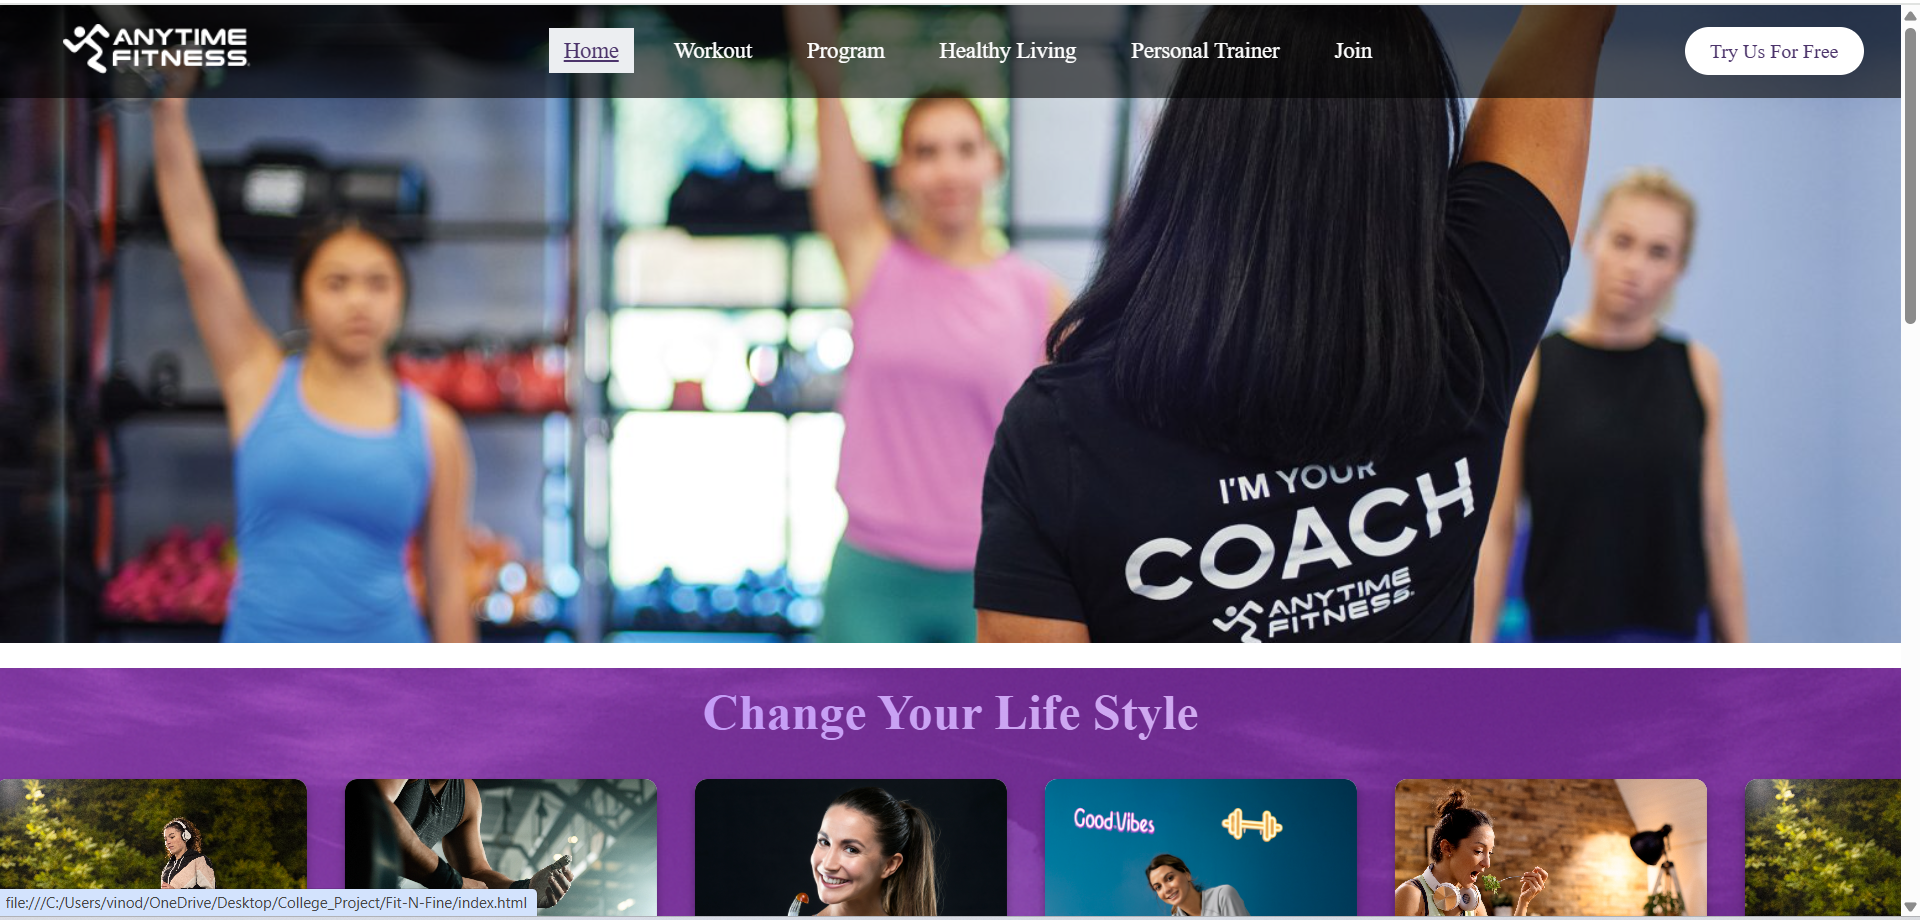 ANYTIME
FITNESS
Home
Workout
Program
Healthy Living
Personal Trainer
Join
Try Us For Free
I'M YOUR
COACH
ANYTIME
FITNESS
Change Your Life Style
Good Vibes
file:///C:/Users/vinod/OneDrive/Desktop/College_Project/Fit-N-Fine/index.html